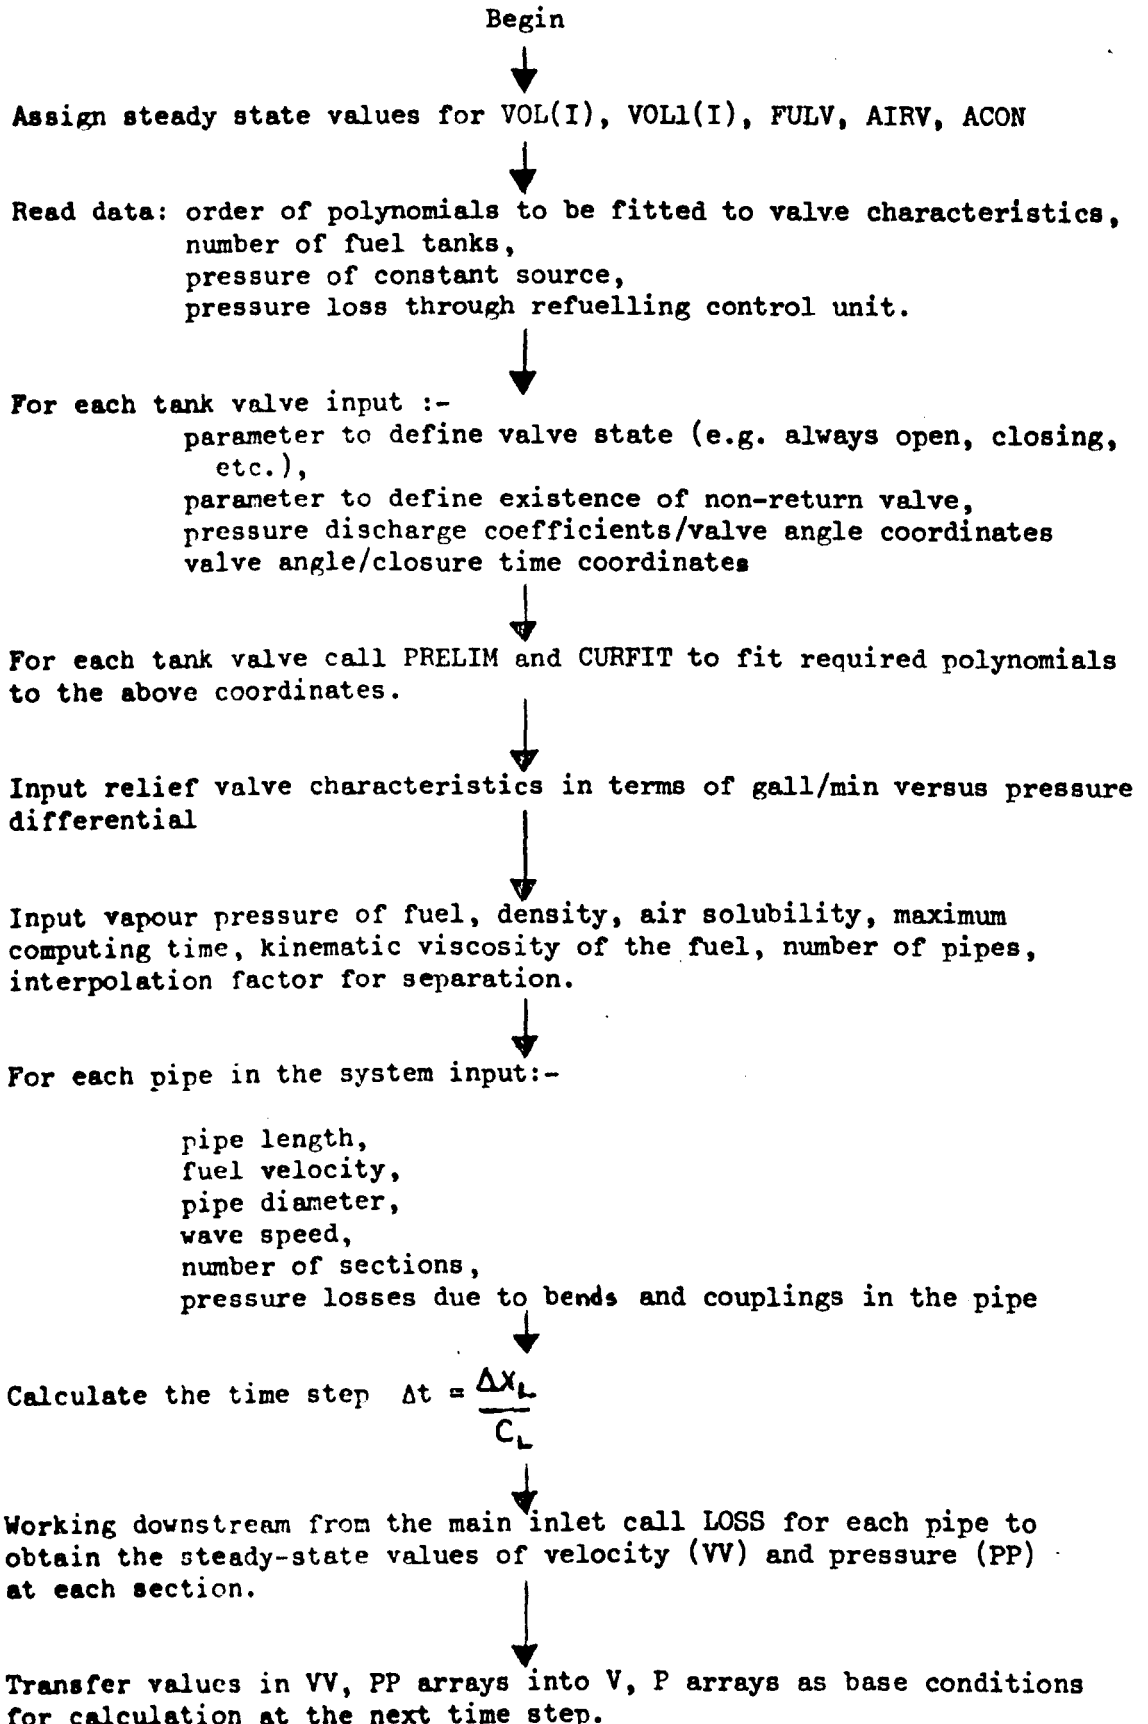 Begin
Assign steady state values for VOL(I), VOL1(I), FULV, AIRV, ACON
Read data: order of polynomials to be fitted to valve characteristics,
number of fuel tanks,
pressure of constant source,
pressure loss through refuelling control unit.
For each tank valve input :-
parameter to define valve state (e.g. always open, closing,
etc.),
parameter to define existence of non-return valve,
pressure discharge coefficients/valve angle coordinates
valve angle/closure time coordinates
For each tank valve call PRELIM and CURFIT to fit required polynomials
to the above coordinates.
Input relief valve characteristics in terms of gall/min versus pressure
differential
Input vapour pressure of fuel, density, air solubility, maximum
computing time, kinematic viscosity of the fuel, number of pipes,
interpolation factor for separation.
For each pipe in the system input:-
pipe length,
fuel velocity,
pipe diameter,
wave speed,
number of sections,
pressure losses due to bends and couplings in the pipe
Calculate the time step Δt = ΔX_L / C_L
Working downstream from the main inlet call LOSS for each pipe to
obtain the steady-state values of velocity (VV) and pressure (PP)
at each section.
Transfer values in VV, PP arrays into V, P arrays as base conditions
for calculation at the next time step.